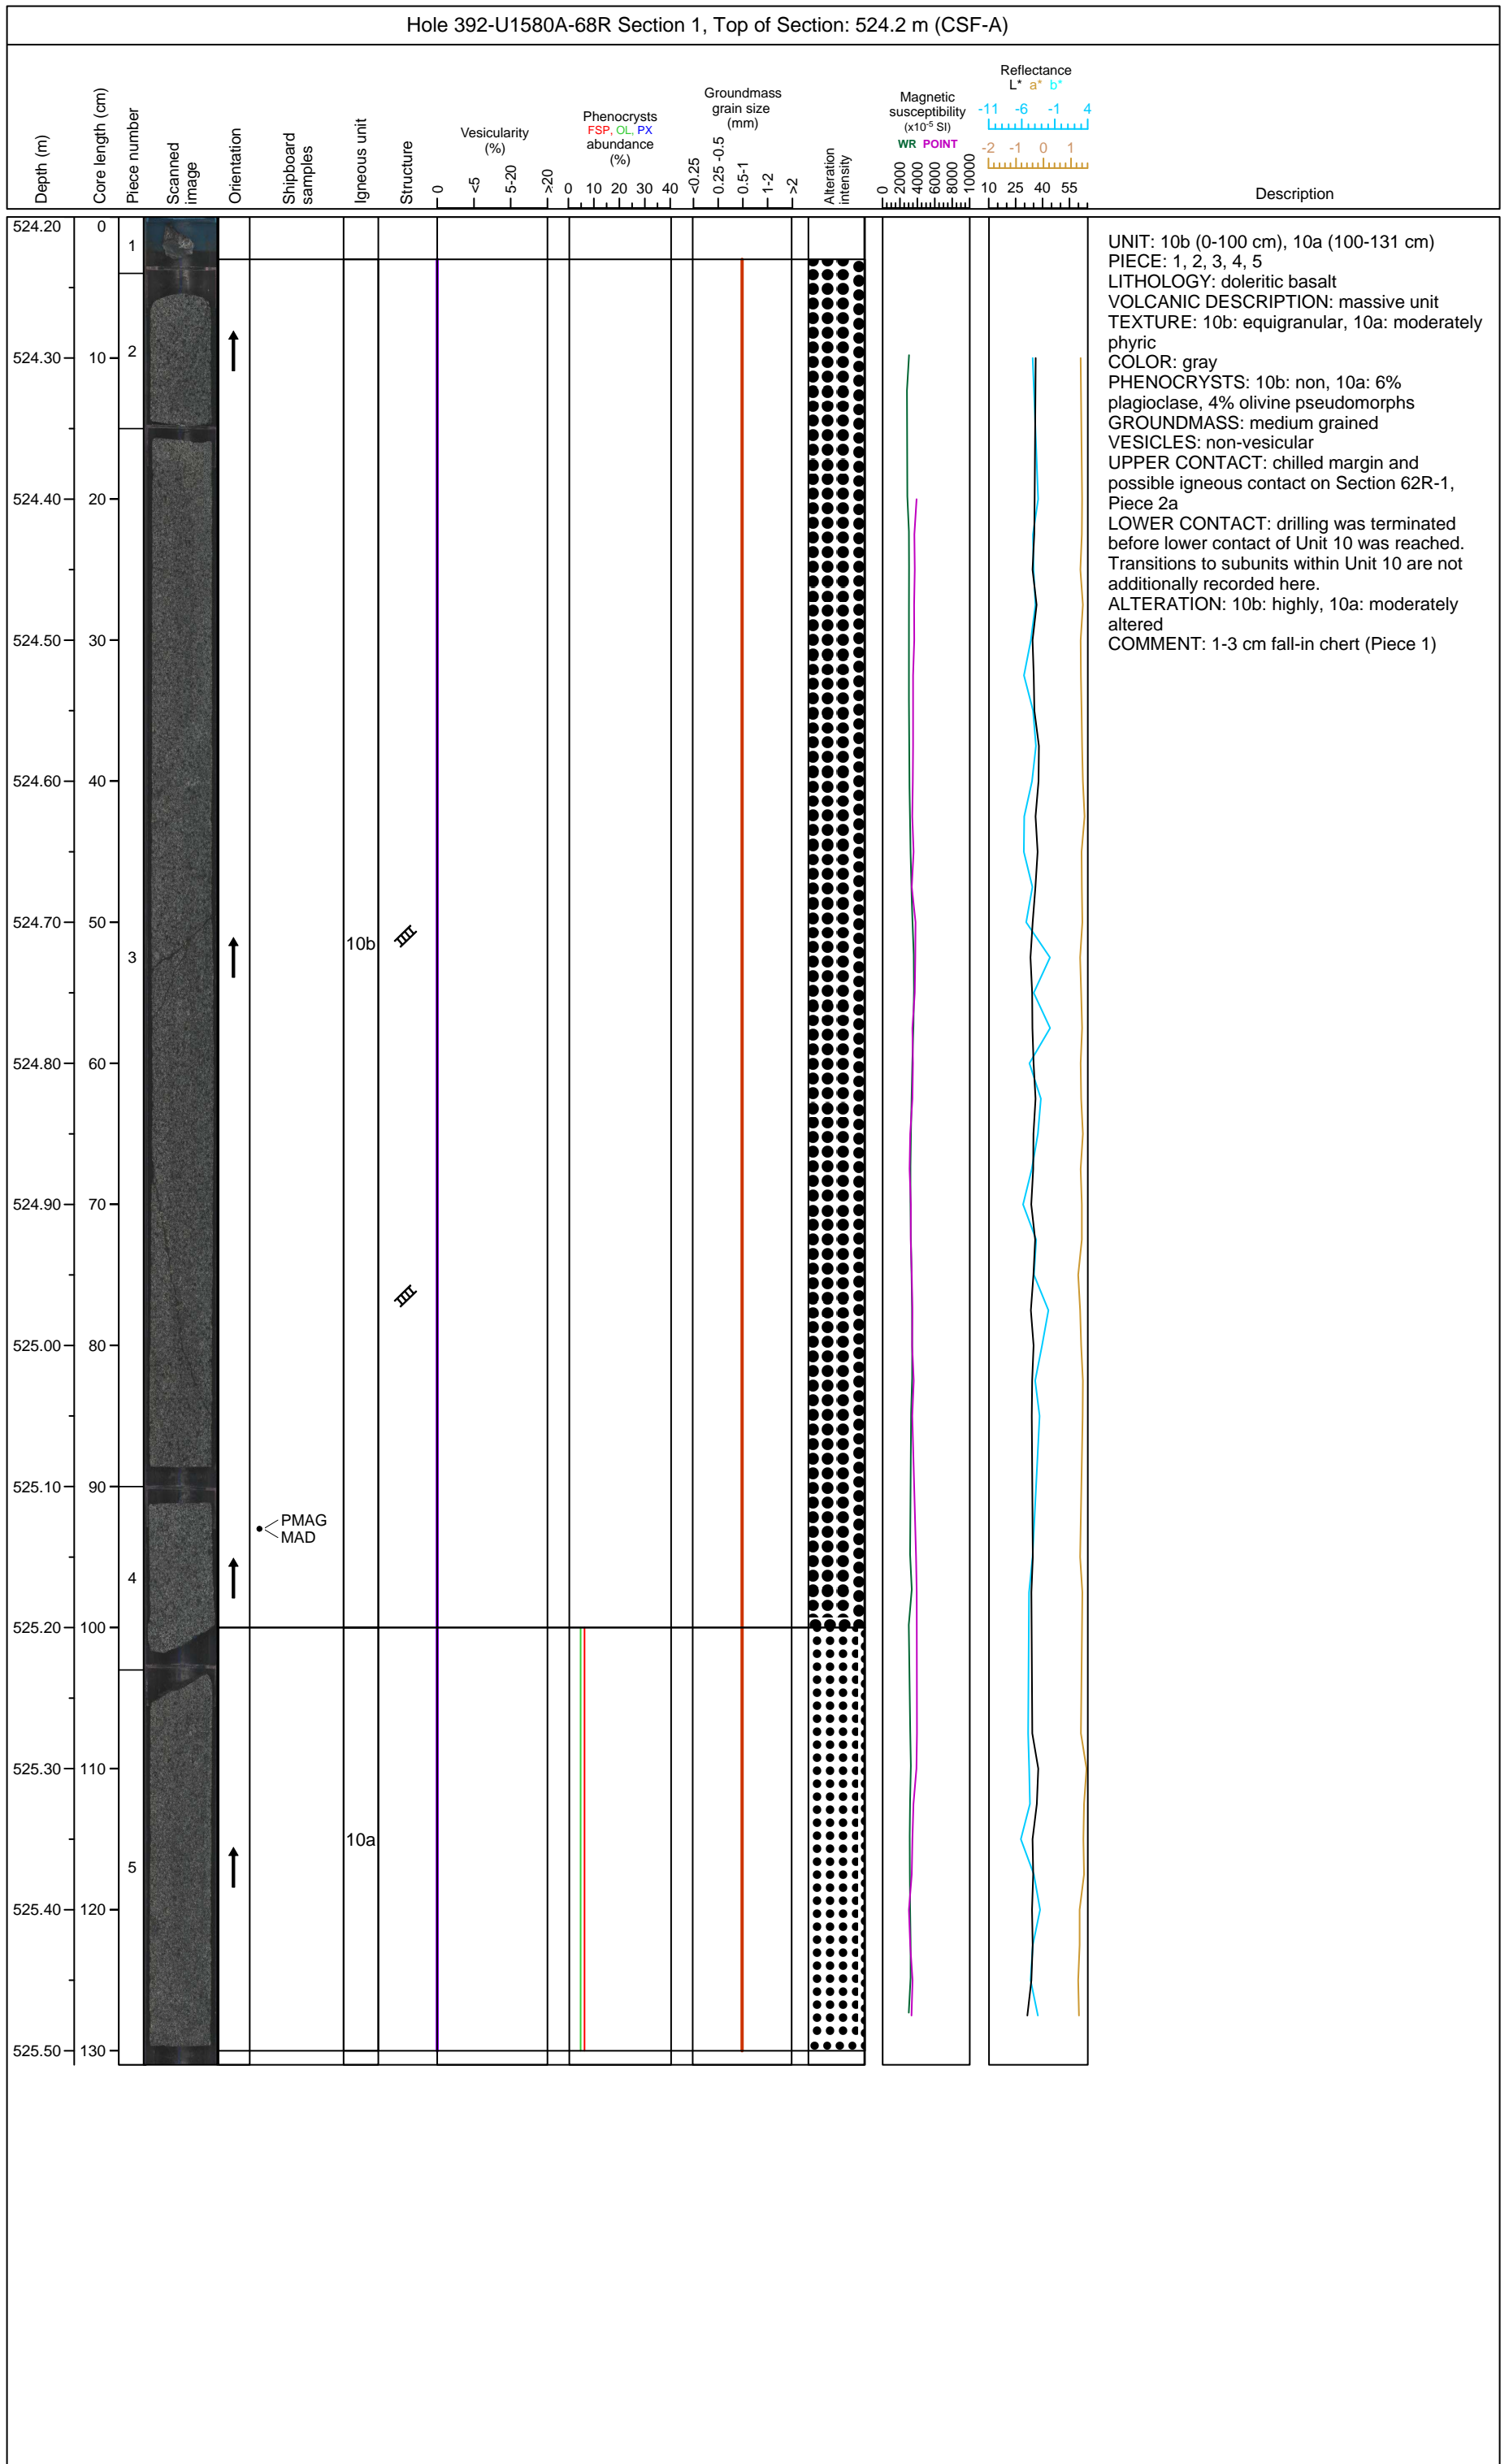 Hole 392-U1580A-68R Section 1, Top of Section: 524.2 m (CSF-A)
Depth (m)
Core length (cm)
Piece number
Scanned
image
Orientation
Shipboard
samples
Igneous unit
Structure
Vesicularity
(%)
0
<5
5-20
>20
Phenocrysts
FSP, OL, PX
abundance
(%)
0 10 20 30 40
Groundmass
grain size
(mm)
<0.25
0.25 -0.5
0.5-1
1-2
>2
Alteration
intensity
Magnetic
susceptibility
(x10-5 SI)
WR POINT
0
2000
4000
6000
8000
10000
Reflectance
L* a* b*
-11 -6 -1 4
-2 -1 0 1
10 25 40 55
Description
524.20 0
1
2
524.30 10
524.40 20
524.50 30
524.60 40
524.70 50
3
10b
524.80 60
524.90 70
525.00 80
525.10 90
PMAG
MAD
4
525.20 100
525.30 110
10a
5
525.40 120
525.50 130
UNIT: 10b (0-100 cm), 10a (100-131 cm)
PIECE: 1, 2, 3, 4, 5
LITHOLOGY: doleritic basalt
VOLCANIC DESCRIPTION: massive unit
TEXTURE: 10b: equigranular, 10a: moderately
phyric
COLOR: gray
PHENOCRYSTS: 10b: non, 10a: 6%
plagioclase, 4% olivine pseudomorphs
GROUNDMASS: medium grained
VESICLES: non-vesicular
UPPER CONTACT: chilled margin and
possible igneous contact on Section 62R-1,
Piece 2a
LOWER CONTACT: drilling was terminated
before lower contact of Unit 10 was reached.
Transitions to subunits within Unit 10 are not
additionally recorded here.
ALTERATION: 10b: highly, 10a: moderately
altered
COMMENT: 1-3 cm fall-in chert (Piece 1)